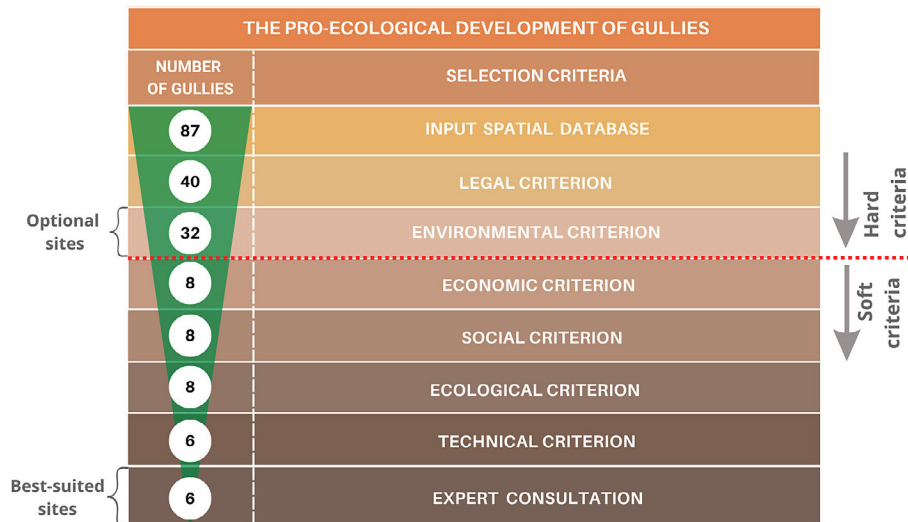 THE PRO-ECOLOGICAL DEVELOPMENT OF GULLIES
NUMBER
OF GULLIES
SELECTION CRITERIA
87
INPUT SPATIAL DATABASE
40
LEGAL CRITERION
Optional
sites
32
ENVIRONMENTAL CRITERION
Hard
criteria
8
ECONOMIC CRITERION
Soft
criteria
8
SOCIAL CRITERION
8
ECOLOGICAL CRITERION
6
TECHNICAL CRITERION
Best-suited
sites
6
EXPERT CONSULTATION